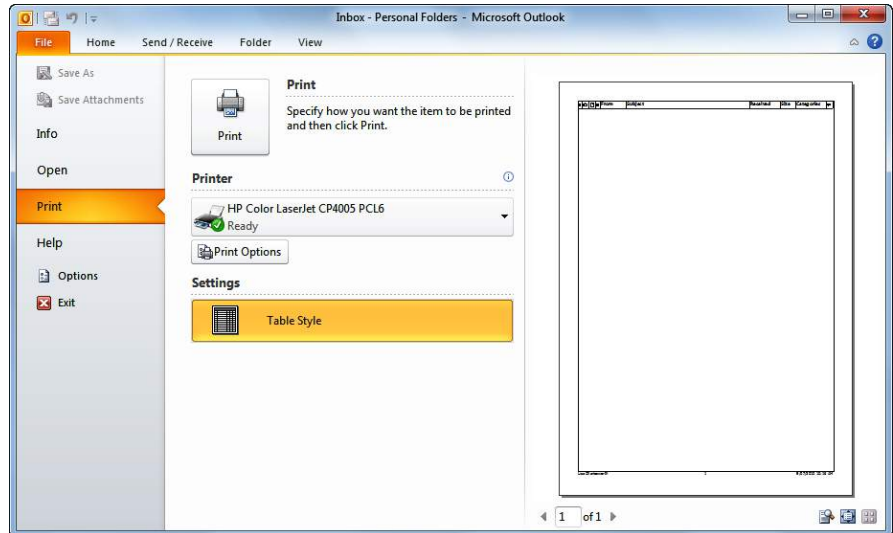 Inbox - Personal Folders - Microsoft Outlook
File Home Send / Receive Folder View
Save As
Save Attachments
Info
Open
Print
Help
Options
Exit
Print
Print
Specify how you want the item to be printed
and then click Print.
Printer
HP Color LaserJet CP4005 PCL6
Ready
Print Options
Settings
Table Style
From Subject Received Size Categories
1 of 1